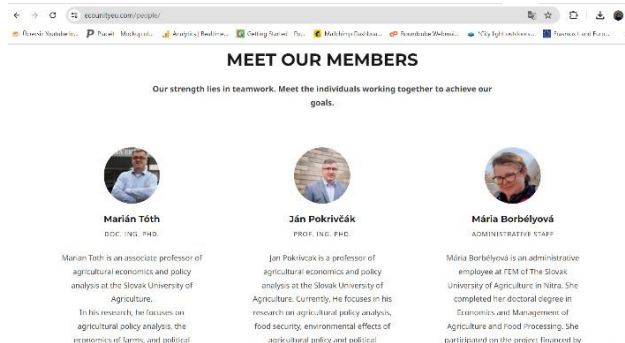 ecounityeu.com/people/
MEET OUR MEMBERS
Our strength lies in teamwork. Meet the individuals working together to achieve our
goals.
Marián Tóth
DOC. ING. PHD.
Marian Toth is an associate professor of
agricultural economics and policy
analysis at the Slovak University of
Agriculture.
In his research, he focuses on
agricultural policy analysis, the
economics of farms, and political
Ján Pokrivčák
PROF. ING. PHD.
Jan Pokrivcak is a professor of
agricultural economics and policy
analysis at the Slovak University of
Agriculture. Currently, He focuses in his
research on agricultural policy analysis,
food security, environmental effects of
agricultural policy and political
Mária Borbélyová
ADMINISTRATIVE STAFF
Mária Borbélyová is an administrative
employee at FEM of The Slovak
University of Agriculture in Nitra. She
completed her doctoral degree in
Economics and Management of
Agriculture and Food Processing. She
participated on the project financed by